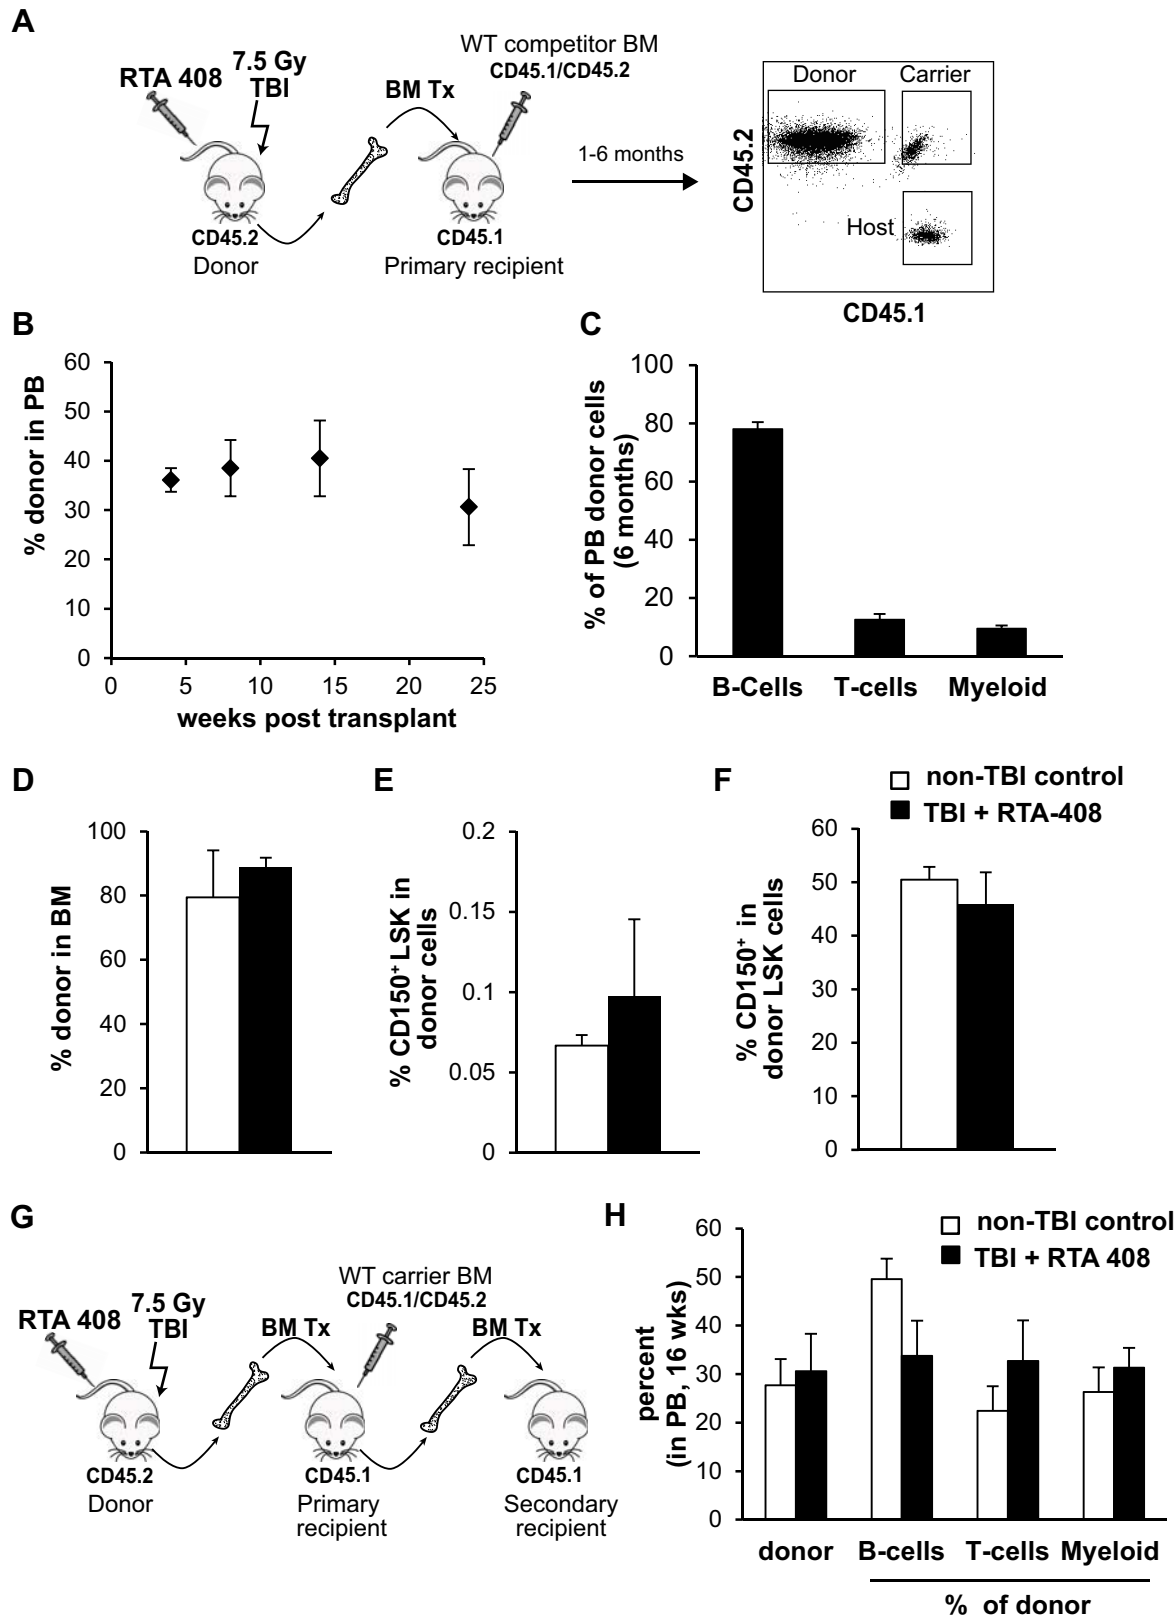 A
RTA 408
7.5 Gy
TBI
BM Tx
WT competitor BM
CD45.1/CD45.2
CD45.2
Donor
CD45.1
Primary recipient
1-6 months
Donor
Carrier
Host
CD45.2
CD45.1
B
% donor in PB
60
50
40
30
20
10
0
0 5 10 15 20 25
weeks post transplant
C
% of PB donor cells
(6 months)
100
80
60
40
20
0
B-Cells T-cells Myeloid
D
% donor in BM
100
80
60
40
20
0
E
% CD150⁺ LSK in
donor cells
0.2
0.15
0.1
0.05
0
F
non-TBI control
TBI + RTA-408
% CD150⁺ in
donor LSK cells
60
50
40
30
20
10
0
G
RTA 408
7.5 Gy
TBI
BM Tx
WT carrier BM
CD45.1/CD45.2
BM Tx
CD45.2
Donor
CD45.1
Primary
recipient
CD45.1
Secondary
recipient
H
non-TBI control
TBI + RTA 408
percent
(in PB, 16 wks)
60
50
40
30
20
10
0
donor B-cells T-cells Myeloid
% of donor